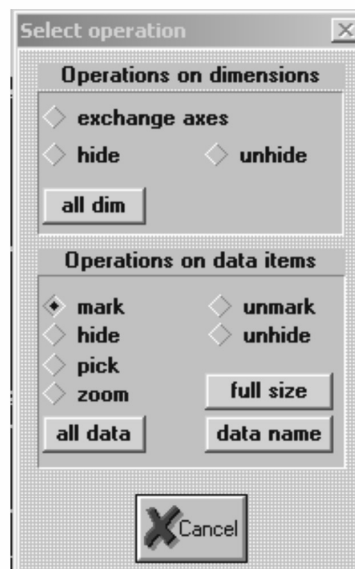 Select operation
Operations on dimensions
exchange axes
hide unhide
all dim
Operations on data items
mark unmark
hide unhide
pick
zoom full size
all data data name
Cancel